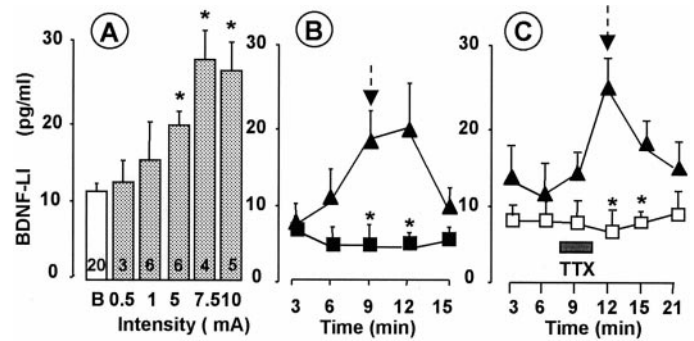 A
B
C
30
20
10
0
BDNF-LI (pg/ml)
*
*
*
20 3 6 6 4 5
B 0.5 1 5 7.5 10
Intensity ( mA)
30
20
10
0
* *
3 6 9 12 15
Time (min)
30
20
10
0
* *
TTX
3 6 9 12 15 21
Time (min)